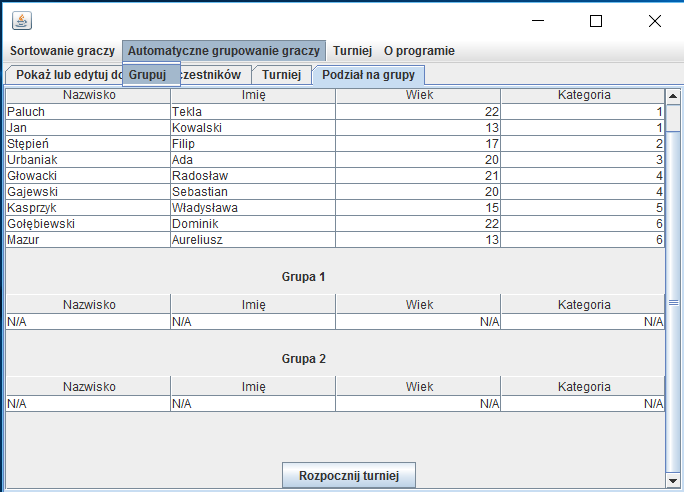 Sortowanie graczy Automatyczne grupowanie graczy Turniej O programie
Pokaż lub edytuj do Grupuj czestników Turniej Podział na grupy
Nazwisko Imię Wiek Kategoria
Paluch Tekla 22 1
Jan Kowalski 13 1
Stępień Filip 17 2
Urbaniak Ada 20 3
Głowacki Radosław 21 4
Gajewski Sebastian 20 4
Kasprzyk Władysława 15 5
Gołębiewski Dominik 22 6
Mazur Aureliusz 13 6
Grupa 1
Nazwisko Imię Wiek Kategoria
N/A N/A N/A N/A
Grupa 2
Nazwisko Imię Wiek Kategoria
N/A N/A N/A N/A
Rozpocznij turniej